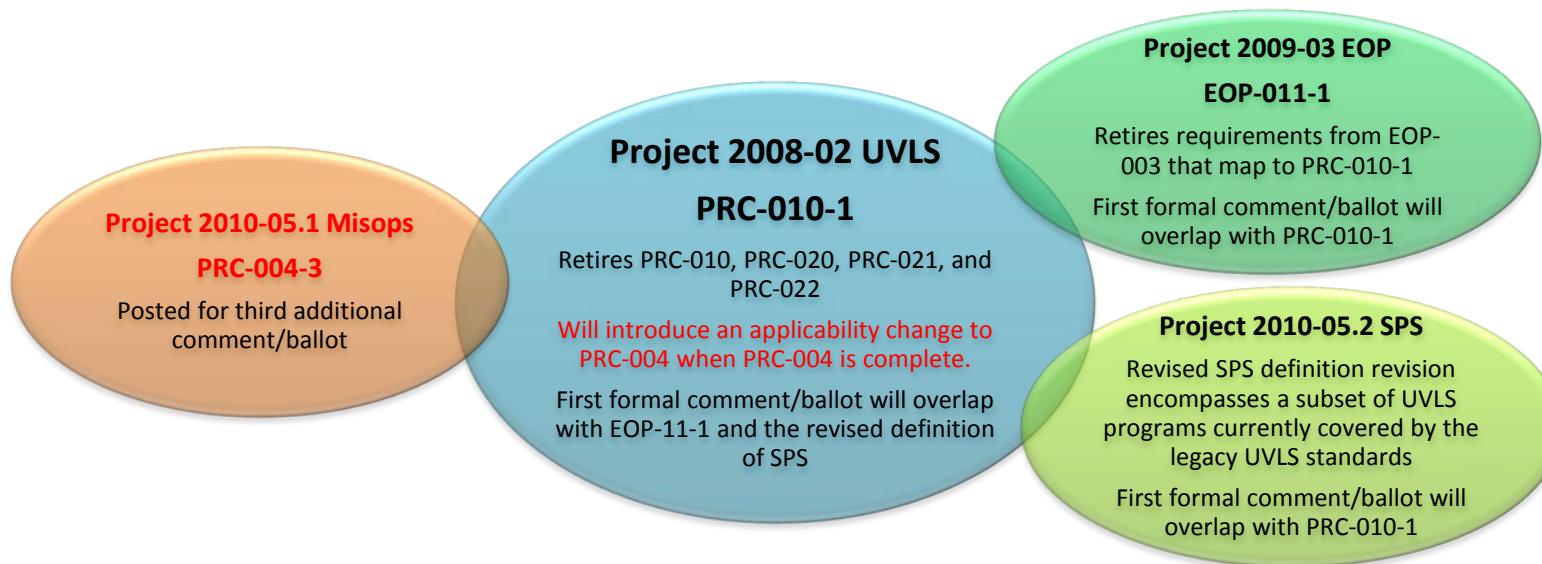 Project 2010-05.1 Misops
PRC-004-3
Posted for third additional
comment/ballot
Project 2008-02 UVLS
PRC-010-1
Retires PRC-010, PRC-020, PRC-021, and
PRC-022
Will introduce an applicability change to
PRC-004 when PRC-004 is complete.
First formal comment/ballot will overlap
with EOP-11-1 and the revised definition
of SPS
Project 2009-03 EOP
EOP-011-1
Retires requirements from EOP-
003 that map to PRC-010-1
First formal comment/ballot will
overlap with PRC-010-1
Project 2010-05.2 SPS
Revised SPS definition revision
encompasses a subset of UVLS
programs currently covered by the
legacy UVLS standards
First formal comment/ballot will
overlap with PRC-010-1